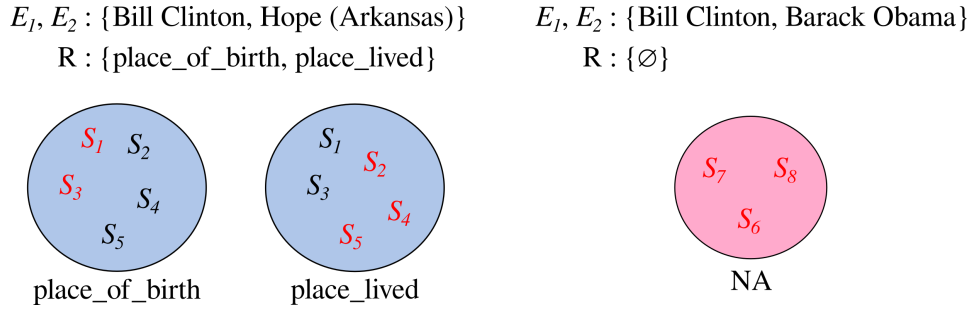 E1, E2 : {Bill Clinton, Hope (Arkansas)}
R : {place_of_birth, place_lived}
E1, E2 : {Bill Clinton, Barack Obama}
R : {∅}
S1 S2
S3 S4
S5
place_of_birth
S1 S2
S3 S4
S5
place_lived
S7 S8
S6
NA